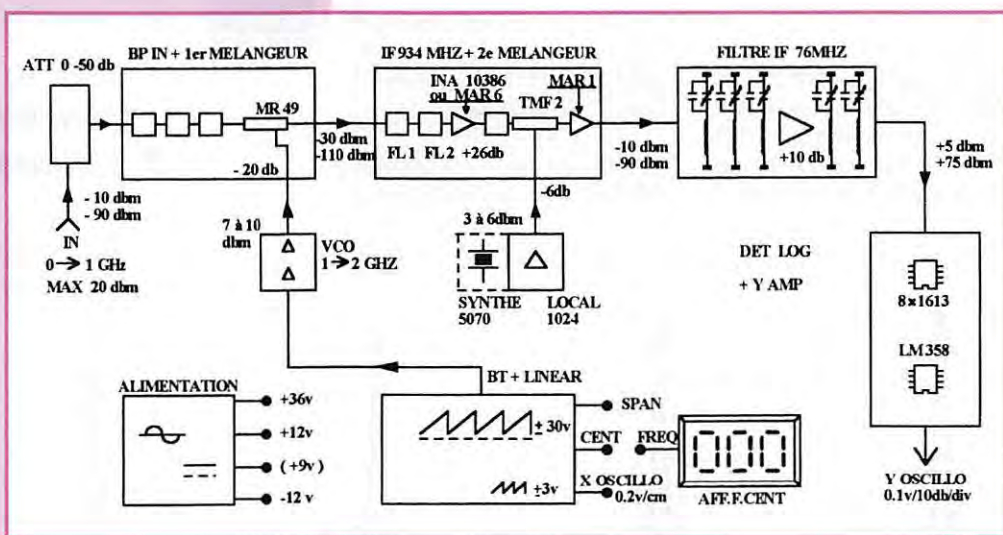 ATT 0 -50 db
BP IN + 1er MELANGEUR
MR 49
- 20 db
- 10 dbm
- 90 dbm
IN
0 → 1 GHz
MAX 20 dbm
-30 dbm
-110 dbm
IF 934 MHZ + 2e MELANGEUR
INA 10386
ou MAR 6
MAR 1
TMF 2
FL 1 FL 2 +26db
-6db
-10 dbm
-90 dbm
FILTRE IF 76MHZ
+10 db
+5 dbm
+75 dbm
7 à 10
dbm
VCO
1 → 2 GHZ
3 à 6dbm
SYNTHE
5070
LOCAL
1024
DET LOG
+ Y AMP
8×1613
LM 358
Y OSCILLO
0.1v/10db/div
ALIMENTATION
+36v
+12v
( +9v )
-12 v
BT + LINEAR
± 30v
±3v
SPAN
CENT
FREQ
X OSCILLO
0.2v/cm
000
AFF.F.CENT